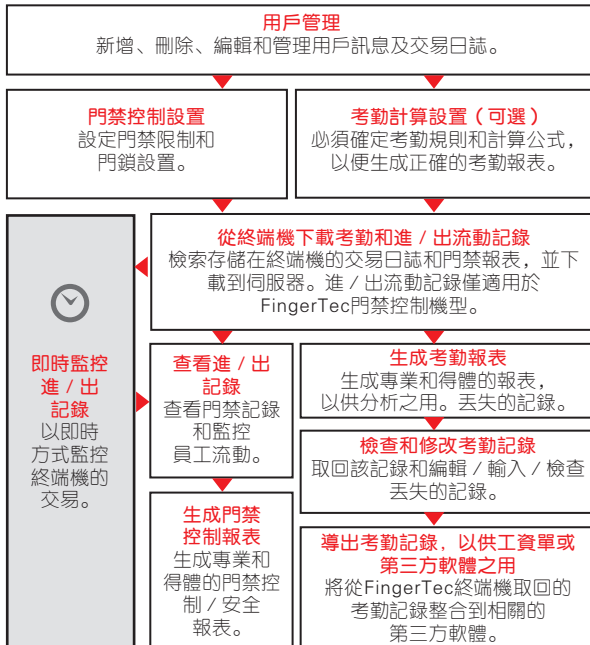 用戶管理
新增、刪除、編輯和管理用戶訊息及交易日誌。
門禁控制設置
設定門禁限制和
門鎖設置。
考勤計算設置（可選）
必須確定考勤規則和計算公式，
以便生成正確的考勤報表。
從終端機下載考勤和進 / 出流動記錄
檢索存儲在終端機的交易日誌和門禁報表，並下
載到伺服器。進 / 出流動記錄僅適用於
FingerTec門禁控制機型。
即時監控
進 / 出
記錄
以即時
方式監控
終端機的
交易。
查看進 / 出
記錄
查看門禁記錄
和監控
員工流動。
生成門禁
控制報表
生成專業和
得體的門禁控
制 / 安全
報表。
生成考勤報表
生成專業和得體的報表，
以供分析之用。丟失的記錄。
檢查和修改考勤記錄
取回該記錄和編輯 / 輸入 / 檢查
丟失的記錄。
導出考勤記錄，以供工資單或
第三方軟體之用
將從FingerTec終端機取回的
考勤記錄整合到相關的
第三方軟體。